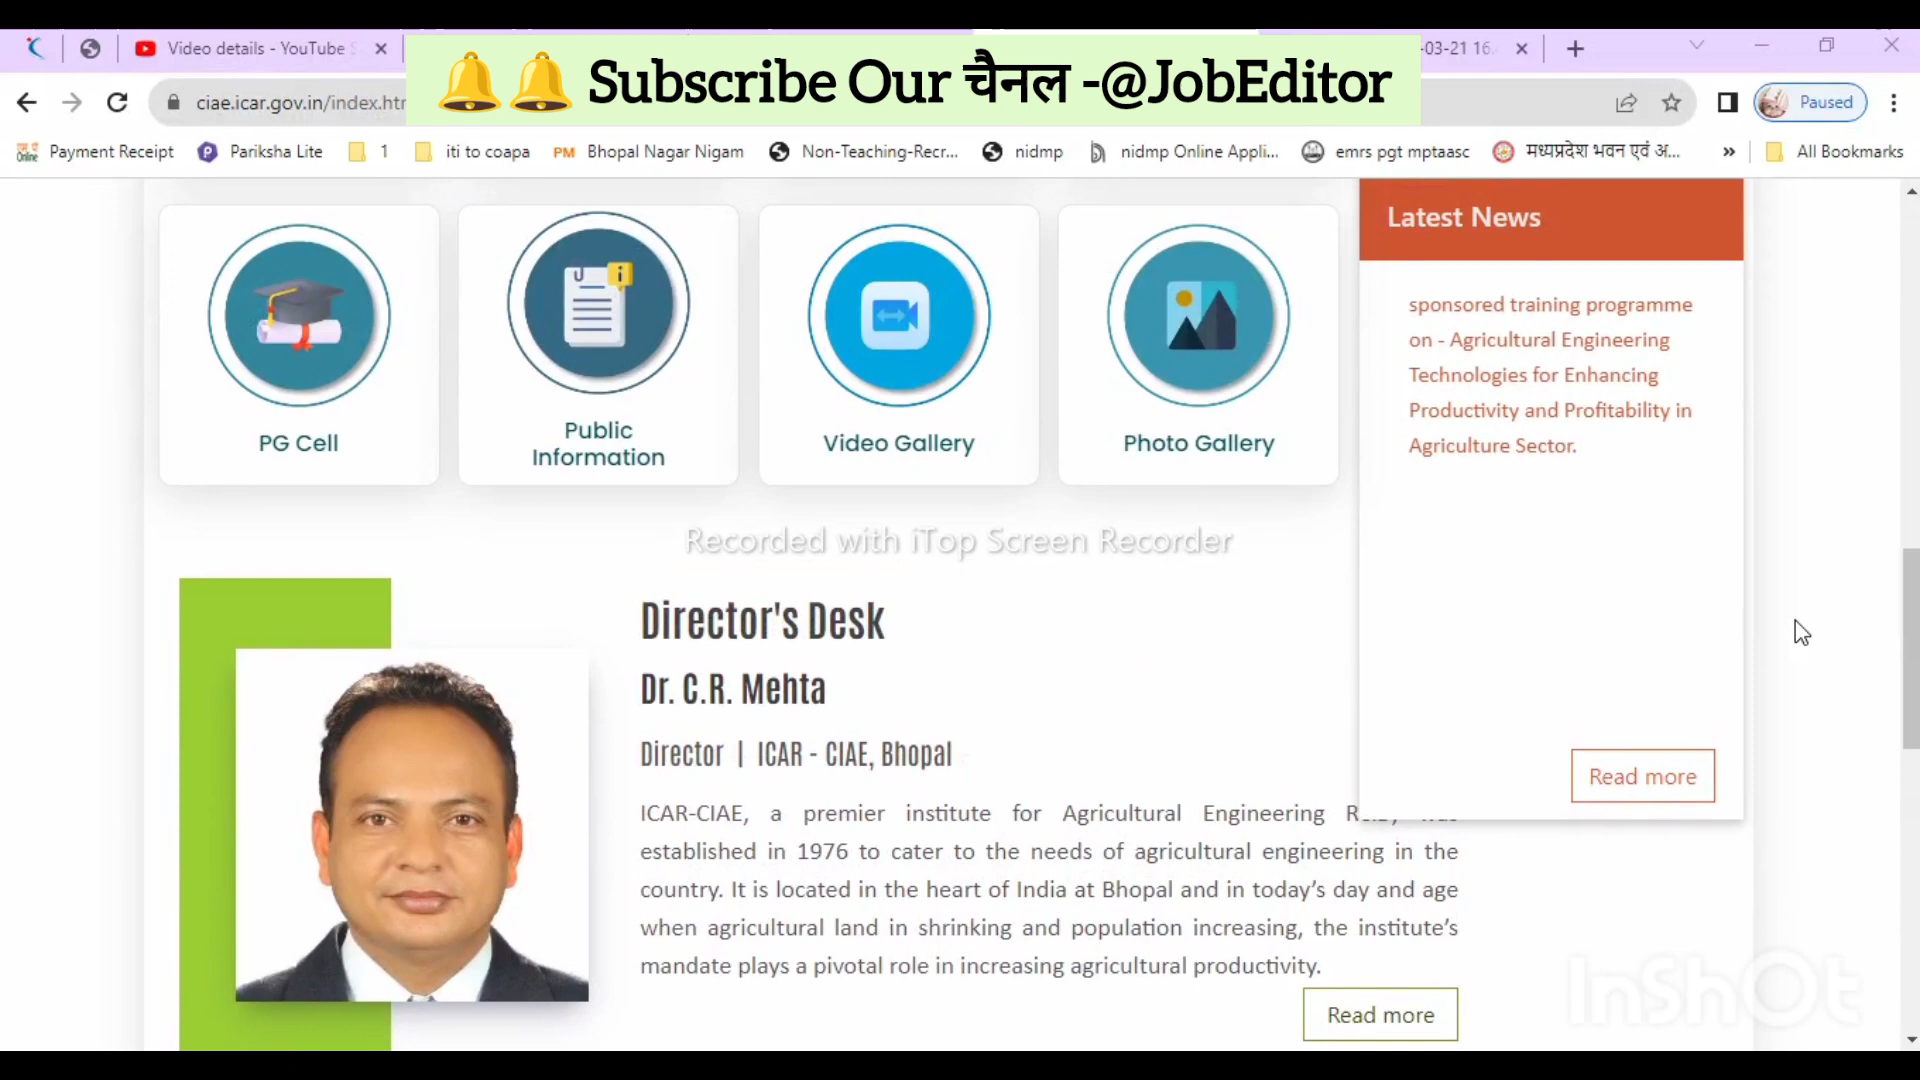 Video details - YouTube S
-03-21 16.
🔔🔔 Subscribe Our चैनल -@JobEditor
ciae.icar.gov.in/index.htm
Paused
Payment Receipt
Pariksha Lite
1
iti to coapa
PM Bhopal Nagar Nigam
Non-Teaching-Recr...
nidmp
nidmp Online Appli...
emrs pgt mptaasc
मध्यप्रदेश भवन एवं अ...
»
All Bookmarks
PG Cell
Public
Information
Video Gallery
Photo Gallery
Latest News
sponsored training programme
on - Agricultural Engineering
Technologies for Enhancing
Productivity and Profitability in
Agriculture Sector.
Read more
Recorded with iTop Screen Recorder
Director's Desk
Dr. C.R. Mehta
Director | ICAR - CIAE, Bhopal
ICAR-CIAE, a premier institute for Agricultural Engineering
established in 1976 to cater to the needs of agricultural engineering in the
country. It is located in the heart of India at Bhopal and in today’s day and age
when agricultural land in shrinking and population increasing, the institute’s
mandate plays a pivotal role in increasing agricultural productivity.
Read more
InShOt